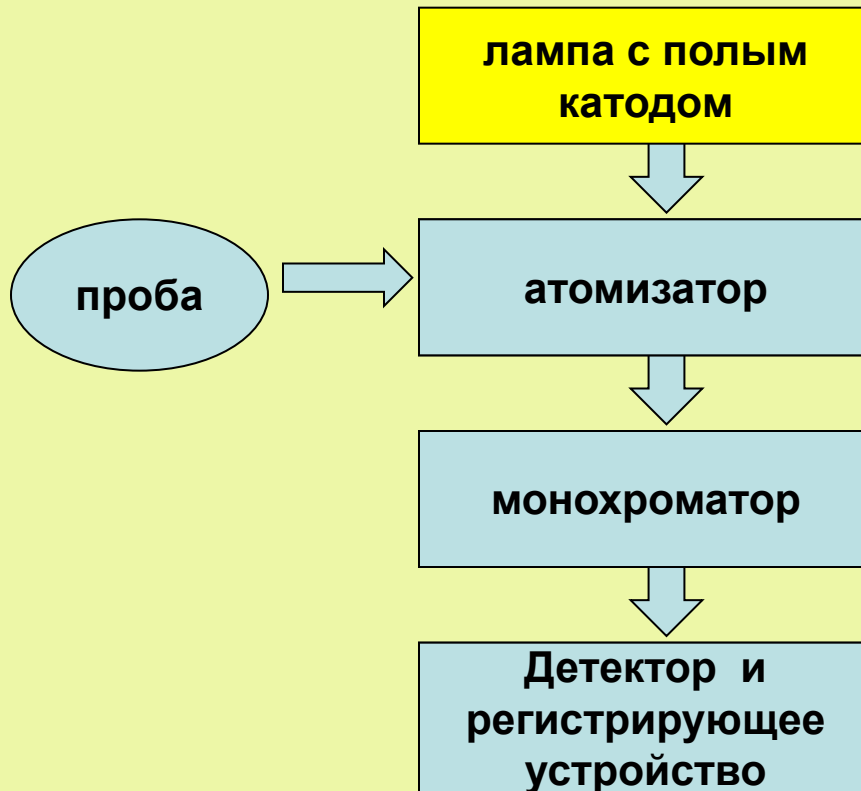 лампа с полым
катодом
проба
атомизатор
монохроматор
Детектор и
регистрирующее
устройство